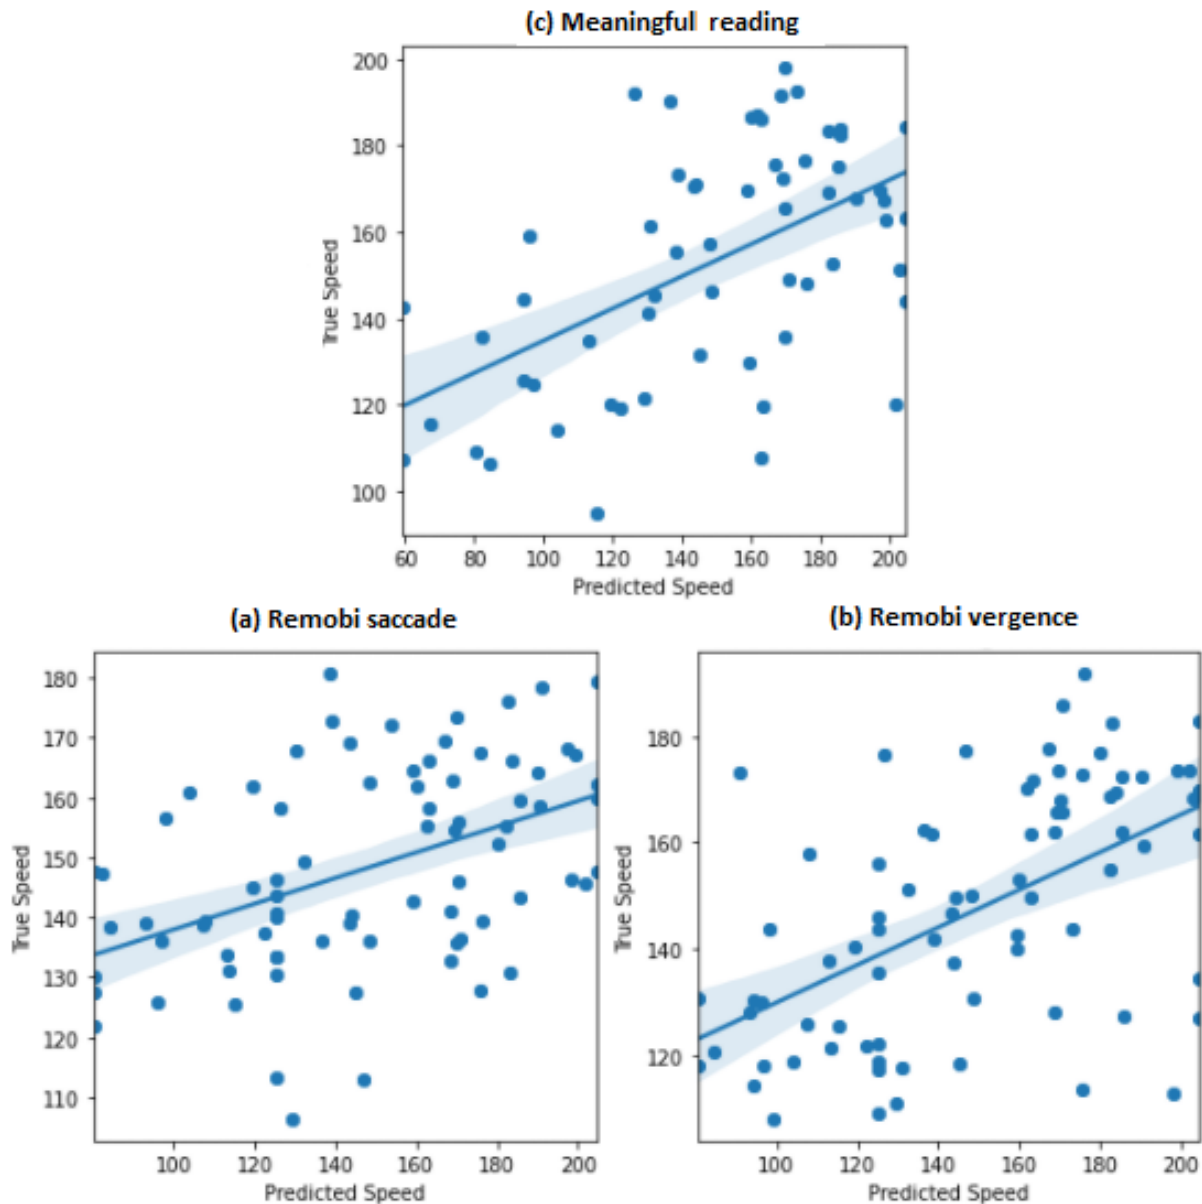 (c) Meaningful reading
200
180
160
140
120
100
True Speed
60 80 100 120 140 160 180 200
Predicted Speed
(a) Remobi saccade
180
170
160
150
140
130
120
110
True Speed
100 120 140 160 180 200
Predicted Speed
(b) Remobi vergence
180
160
140
120
True Speed
100 120 140 160 180 200
Predicted Speed